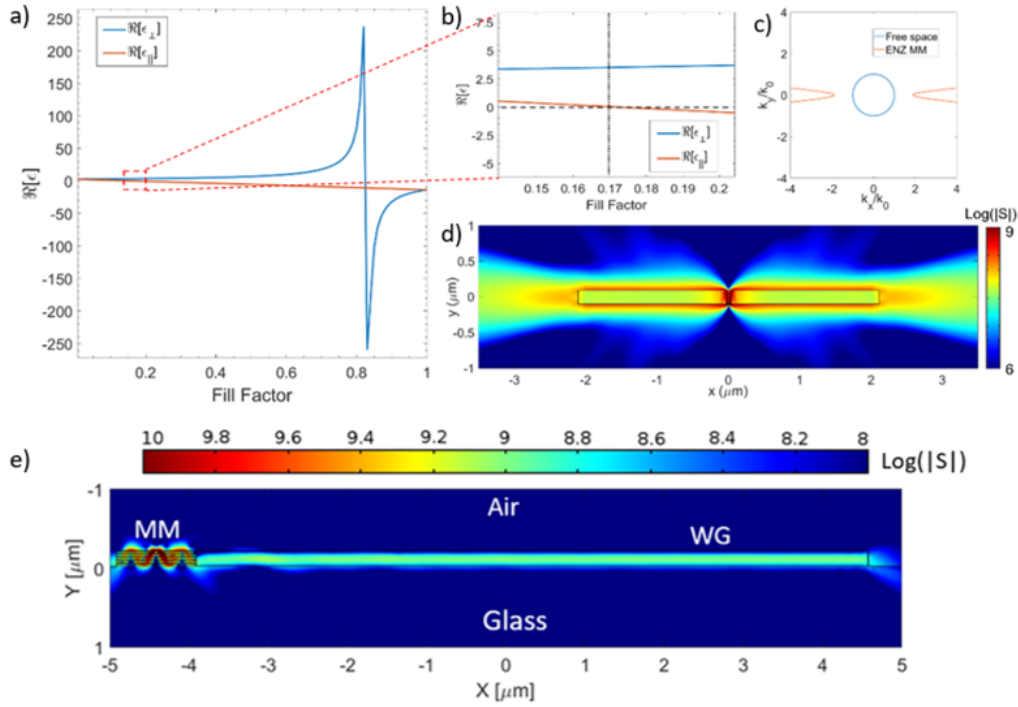 a)
250
200
150
100
50
0
-50
-100
-150
-200
-250
ℜ[ϵ]
ℜ[ϵ⊥]
ℜ[ϵ||]
0.2
0.4
0.6
0.8
1
Fill Factor
b)
7.5
5
2.5
0
-2.5
-5
ℜ[ϵ]
ℜ[ϵ⊥]
ℜ[ϵ||]
0.15
0.16
0.17
0.18
0.19
0.2
Fill Factor
c)
4
2
0
-2
-4
ky/k0
Free space
ENZ MM
-4
-2
0
2
4
kx/k0
d)
1
0.5
0
-0.5
-1
y (μm)
-3
-2
-1
0
1
2
3
x (μm)
Log(|S|)
9
6
e)
10
9.8
9.6
9.4
9.2
9
8.8
8.6
8.4
8.2
8
Log(|S|)
-1
0
1
Y [μm]
Air
MM
WG
Glass
-5
-4
-3
-2
-1
0
1
2
3
4
5
X [μm]